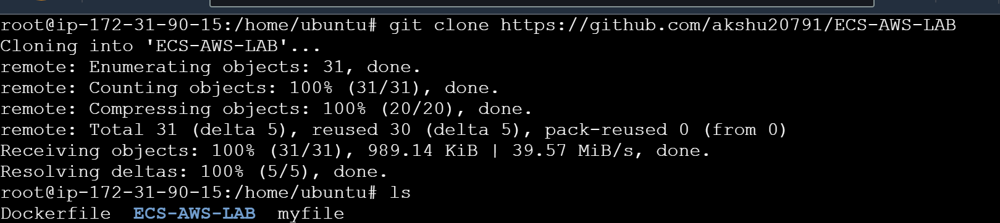 root@ip-172-31-90-15:/home/ubuntu# git clone https://github.com/akshu20791/ECS-AWS-LAB
Cloning into 'ECS-AWS-LAB'...
remote: Enumerating objects: 31, done.
remote: Counting objects: 100% (31/31), done.
remote: Compressing objects: 100% (20/20), done.
remote: Total 31 (delta 5), reused 30 (delta 5), pack-reused 0 (from 0)
Receiving objects: 100% (31/31), 989.14 KiB | 39.57 MiB/s, done.
Resolving deltas: 100% (5/5), done.
root@ip-172-31-90-15:/home/ubuntu# ls
Dockerfile  ECS-AWS-LAB  myfile